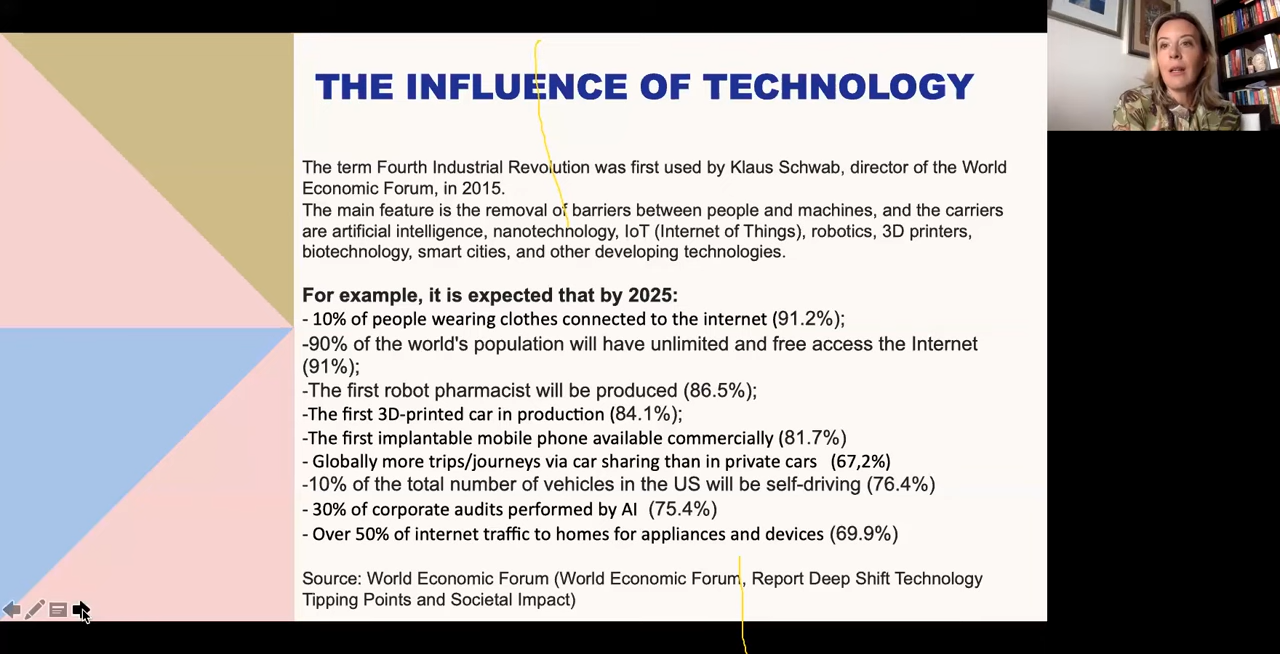 THE INFLUENCE OF TECHNOLOGY
The term Fourth Industrial Revolution was first used by Klaus Schwab, director of the World
Economic Forum, in 2015.
The main feature is the removal of barriers between people and machines, and the carriers
are artificial intelligence, nanotechnology, IoT (Internet of Things), robotics, 3D printers,
biotechnology, smart cities, and other developing technologies.
For example, it is expected that by 2025:
- 10% of people wearing clothes connected to the internet (91.2%);
-90% of the world's population will have unlimited and free access the Internet
(91%);
-The first robot pharmacist will be produced (86.5%);
-The first 3D-printed car in production (84.1%);
-The first implantable mobile phone available commercially (81.7%)
- Globally more trips/journeys via car sharing than in private cars (67,2%)
-10% of the total number of vehicles in the US will be self-driving (76.4%)
- 30% of corporate audits performed by AI (75.4%)
- Over 50% of internet traffic to homes for appliances and devices (69.9%)
Source: World Economic Forum (World Economic Forum, Report Deep Shift Technology
Tipping Points and Societal Impact)